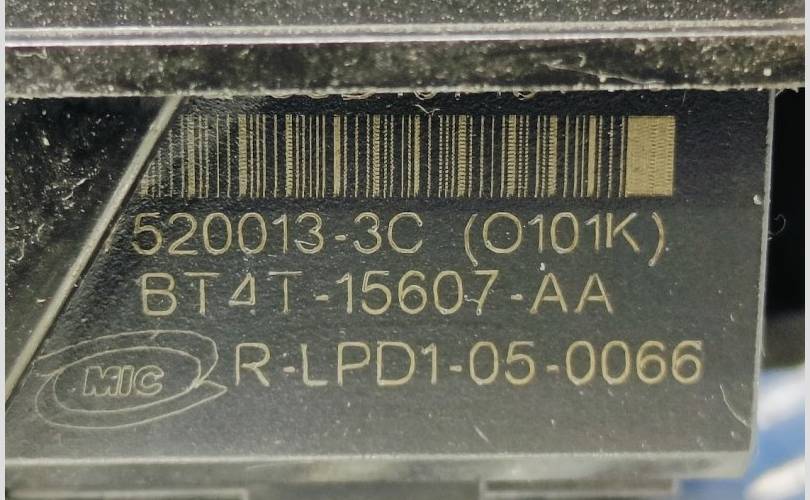 520013-3C (O101K)
BT4T-15607-AA
MIC R-LPD1-05-0066